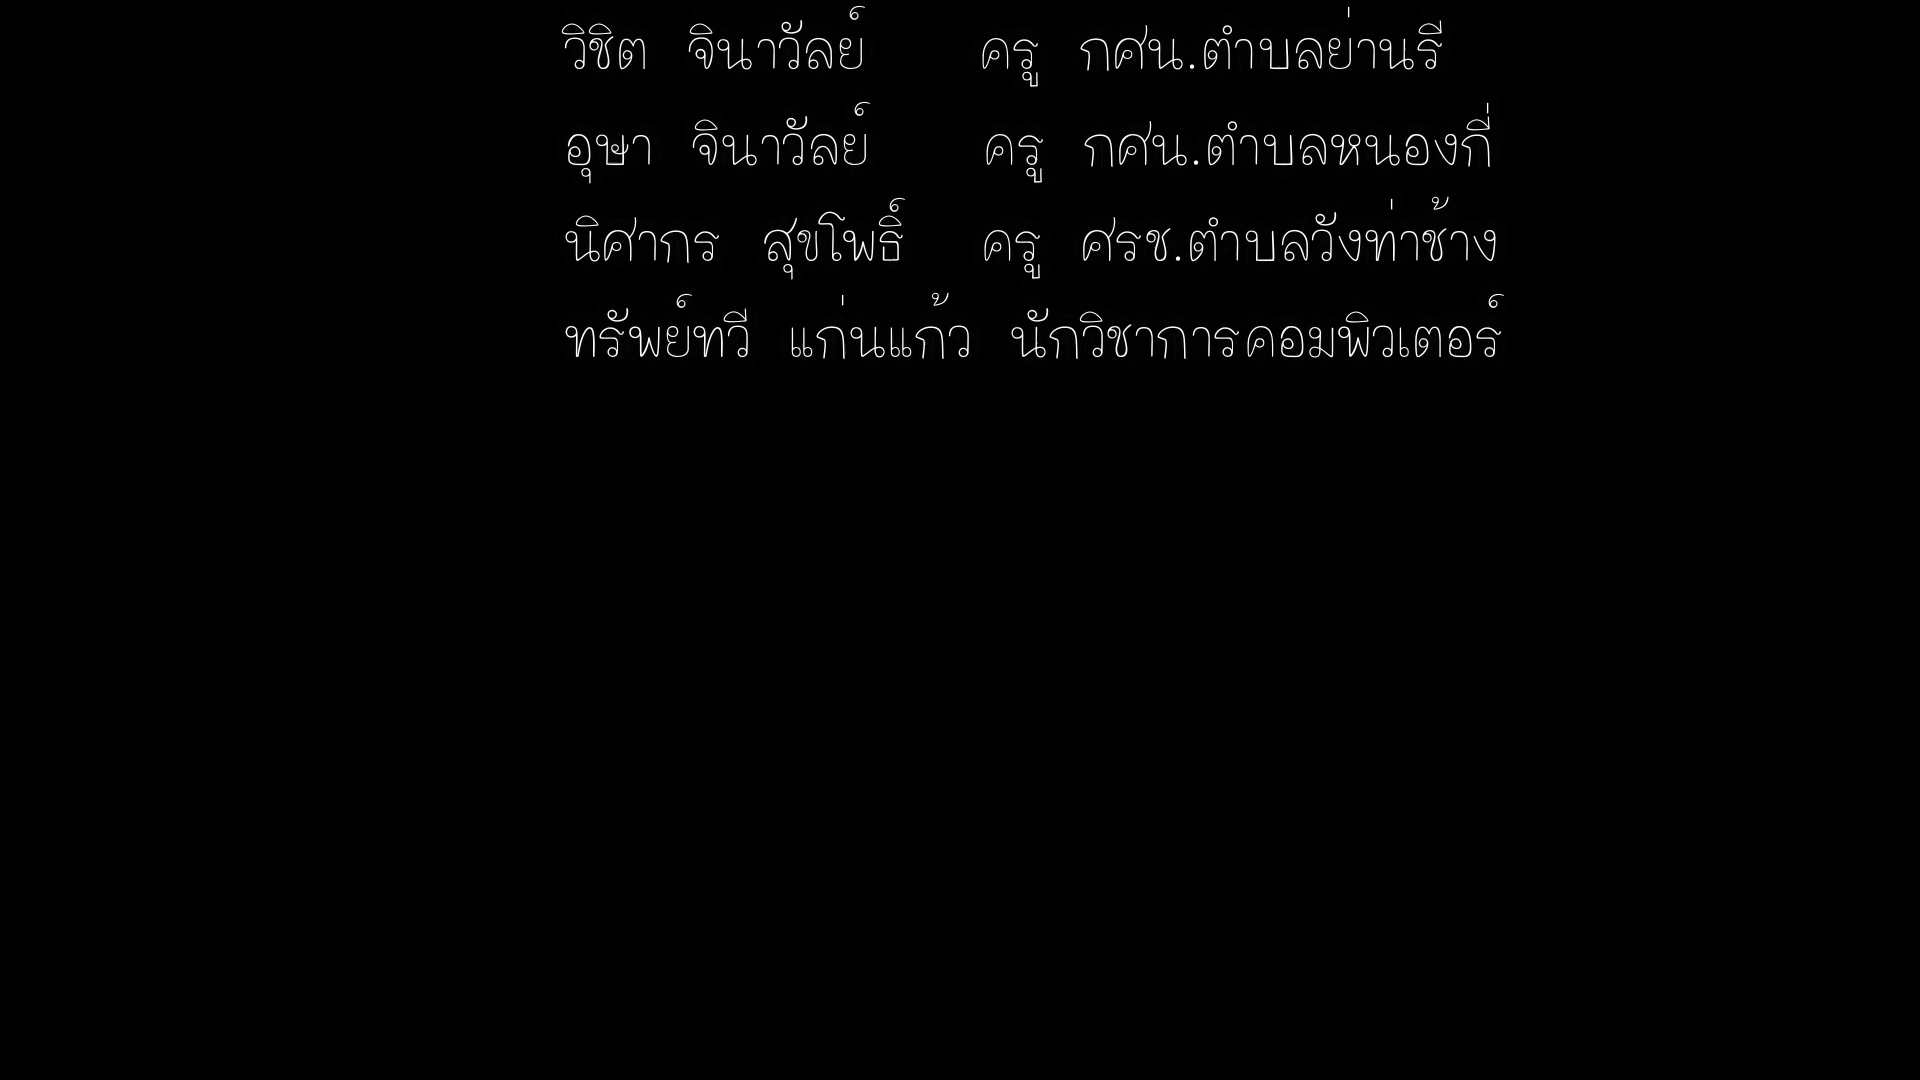 วิชิต จินาวัลย์ ครู กศน.ตำบลย่านรี
อุษา จินาวัลย์ ครู กศน.ตำบลหนองกี่
นิศากร สุขโพธิ์ ครู ศรช.ตำบลวังท่าช้าง
ทรัพย์ทวี แก่นแก้ว นักวิชาการคอมพิวเตอร์